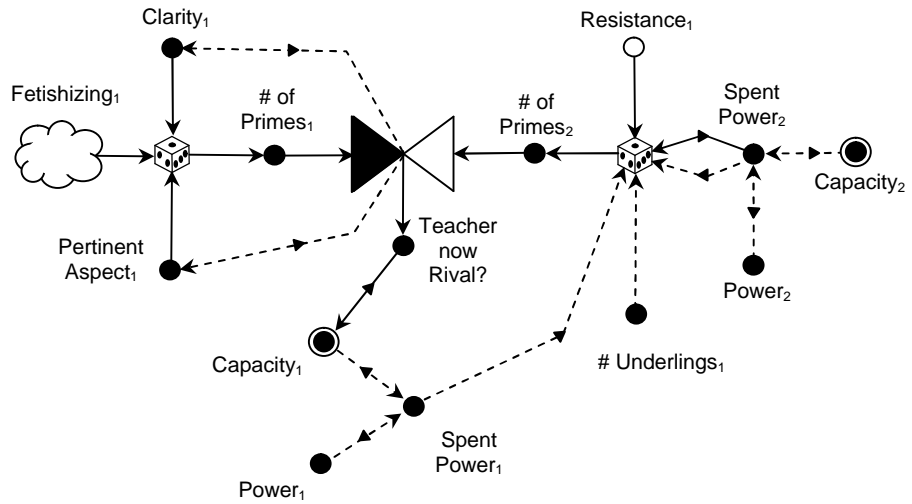 Clarity₁
Resistance₁
Fetishizing₁
# of
Primes₁
# of
Primes₂
Spent
Power₂
Capacity₂
Pertinent
Aspect₁
Teacher
now
Rival?
Power₂
Capacity₁
# Underlings₁
Spent
Power₁
Power₁